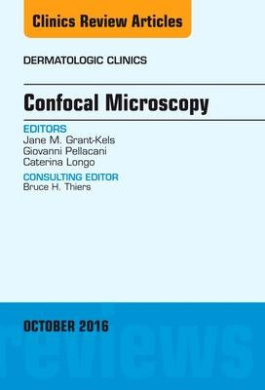 Clinics Review Articles
DERMATOLOGIC CLINICS
Confocal Microscopy
EDITORS
Jane M. Grant-Kels
Giovanni Pellacani
Caterina Longo
CONSULTING EDITOR
Bruce H. Thiers
OCTOBER 2016
reviews